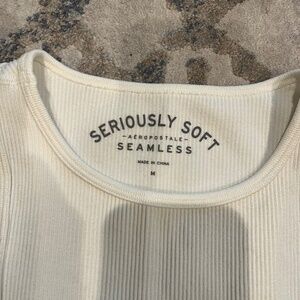 SERIOUSLY SOFT
-AEROPOSTALE-
SEAMLESS
MADE IN CHINA
M